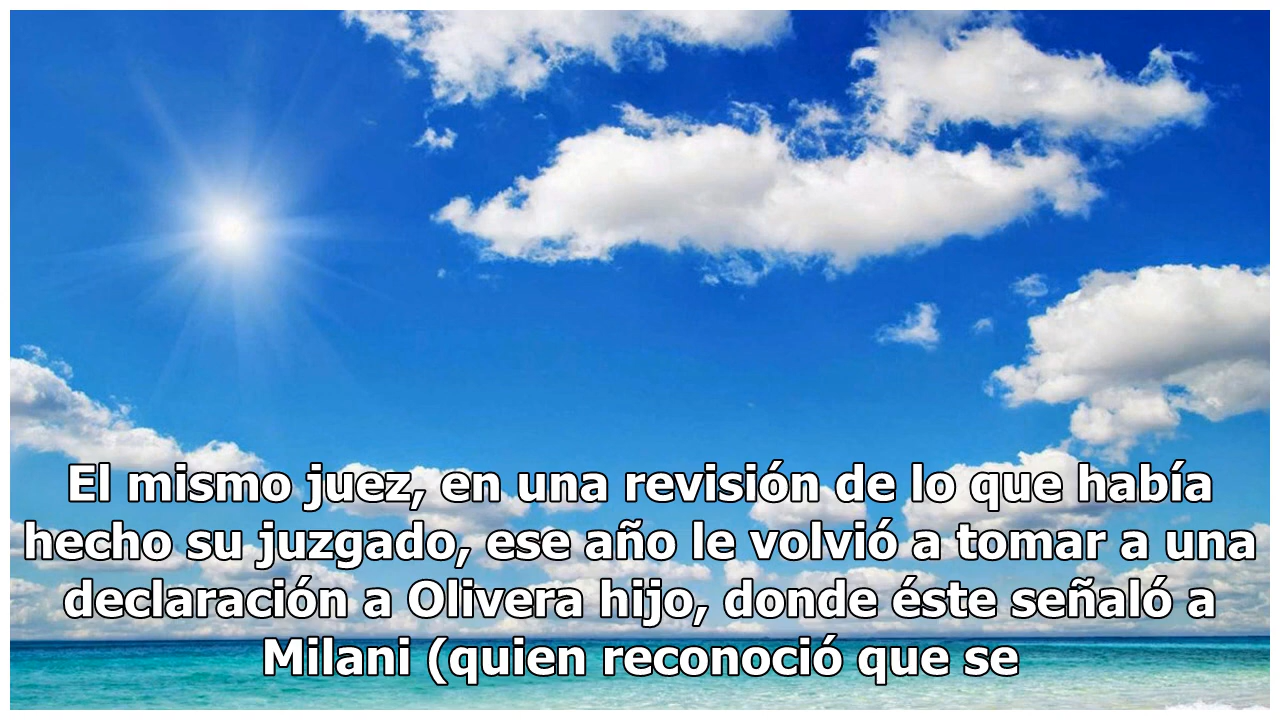 El mismo juez, en una revisión de lo que había
hecho su juzgado, ese año le volvió a tomar a una
declaración a Olivera hijo, donde éste señaló a
Milani (quien reconoció que se